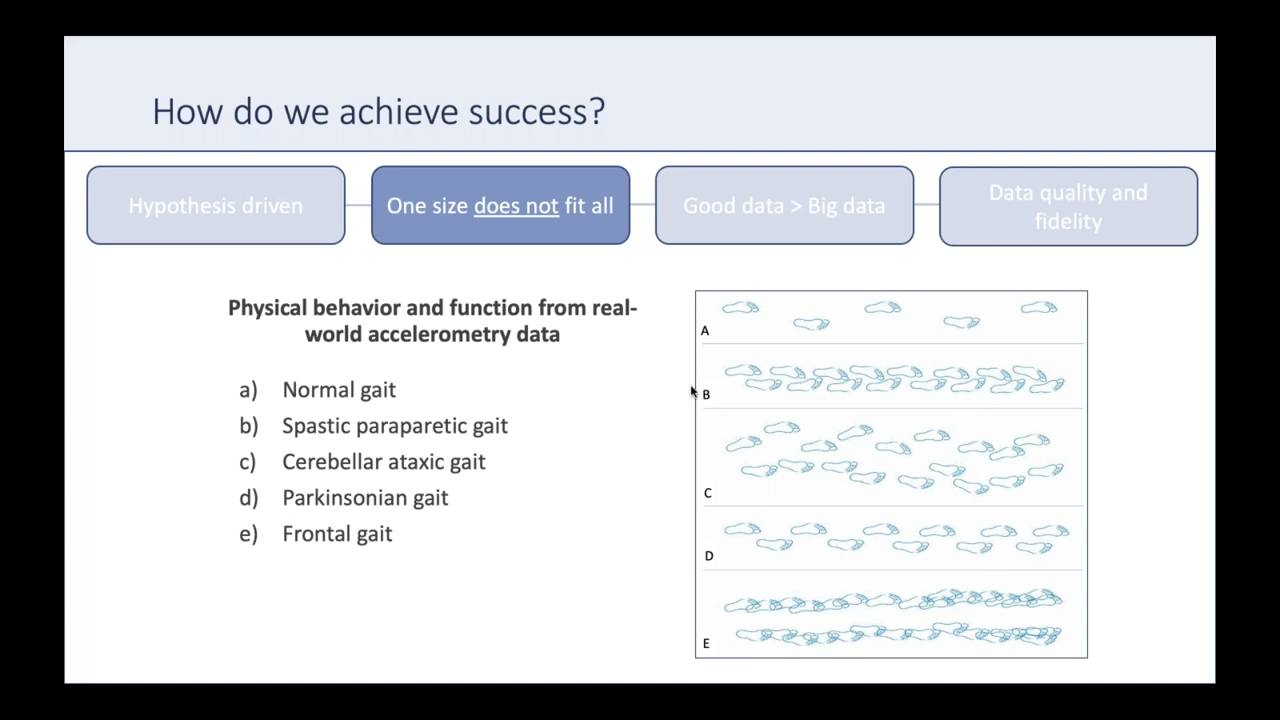 How do we achieve success?
Hypothesis driven
One size does not fit all
Good data > Big data
Data quality and
fidelity
Physical behavior and function from real-
world accelerometry data
a) Normal gait
b) Spastic paraparetic gait
c) Cerebellar ataxic gait
d) Parkinsonian gait
e) Frontal gait
A
B
C
D
E